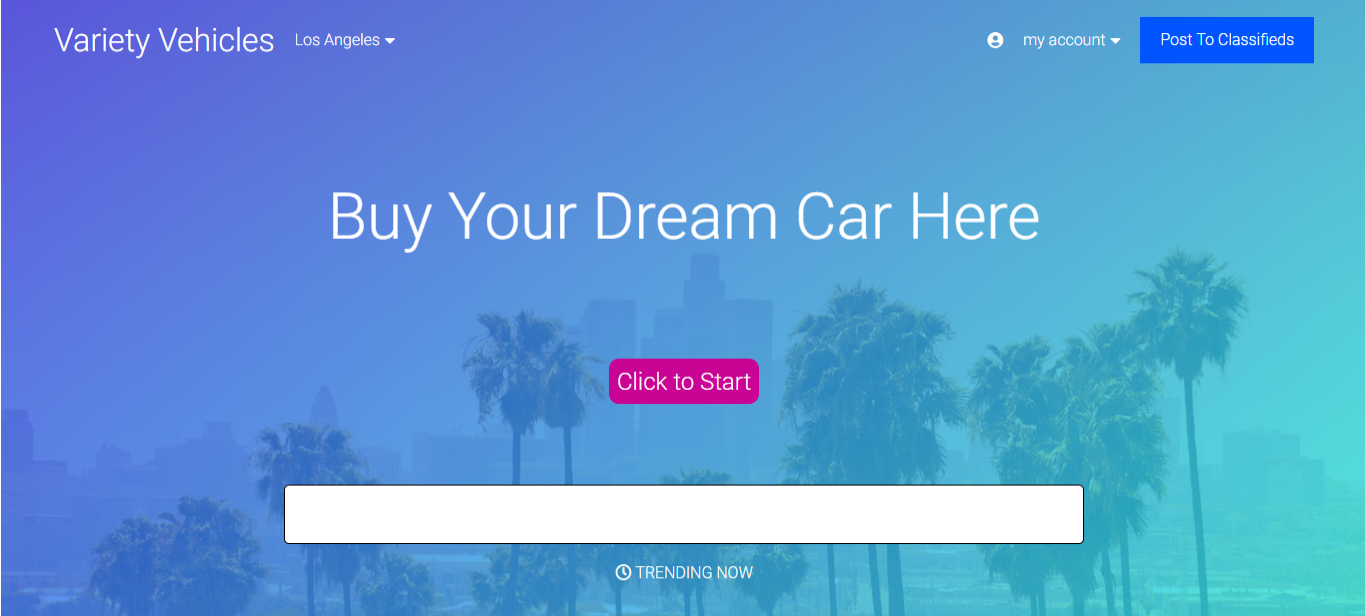 Variety Vehicles Los Angeles my account Post To Classifieds
Buy Your Dream Car Here
Click to Start
TRENDING NOW